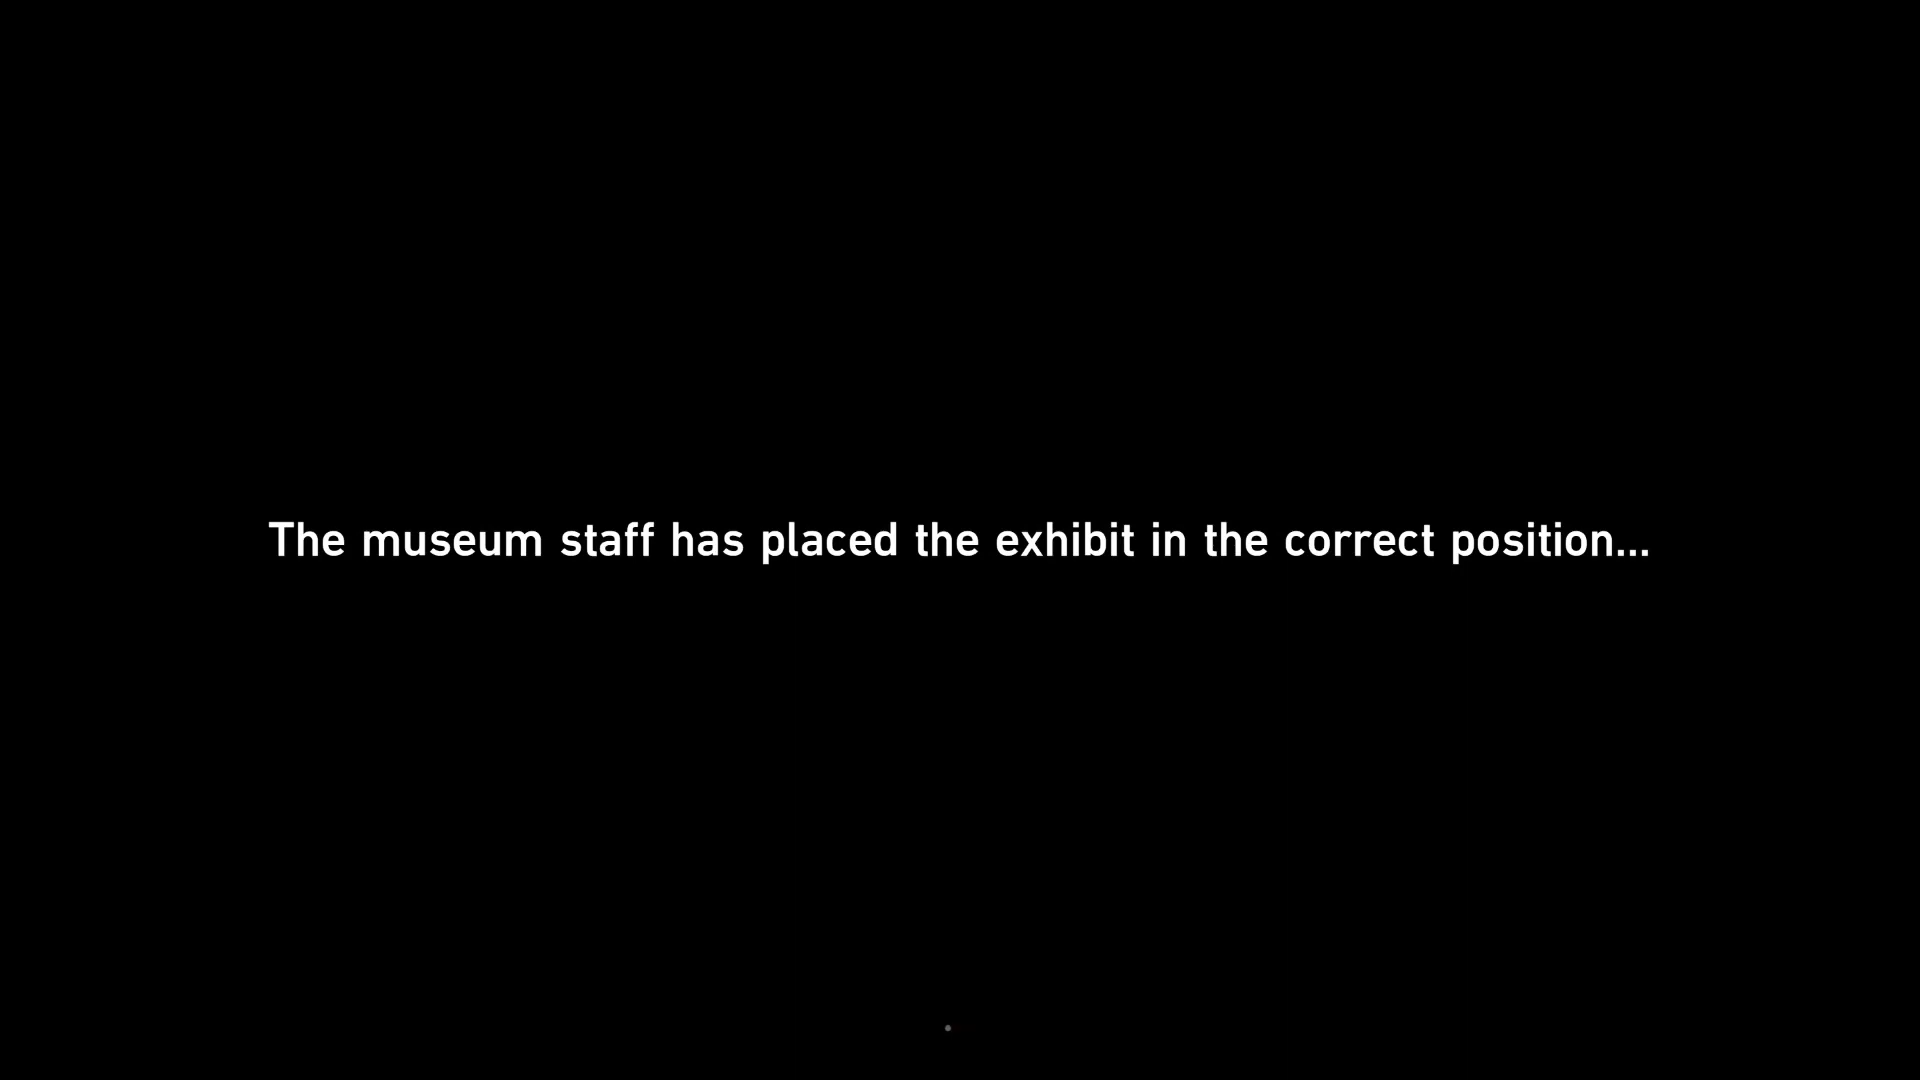 The museum staff has placed the exhibit in the correct position...